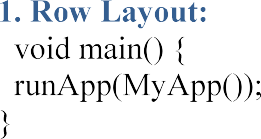 1. Row Layout:
void main() {
runApp(MyApp());
}